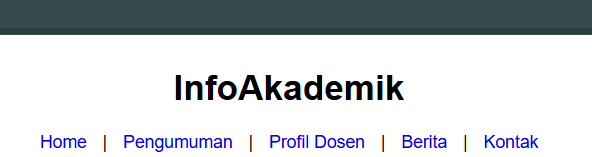 InfoAkademik
Home | Pengumuman | Profil Dosen | Berita | Kontak